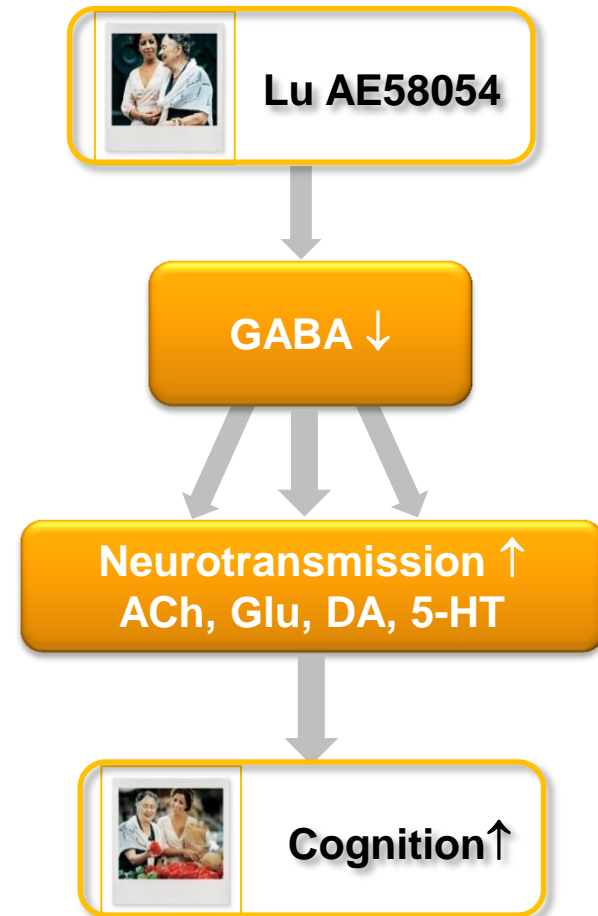 Lu AE58054
GABA ↓
Neurotransmission ↑
ACh, Glu, DA, 5-HT
Cognition↑